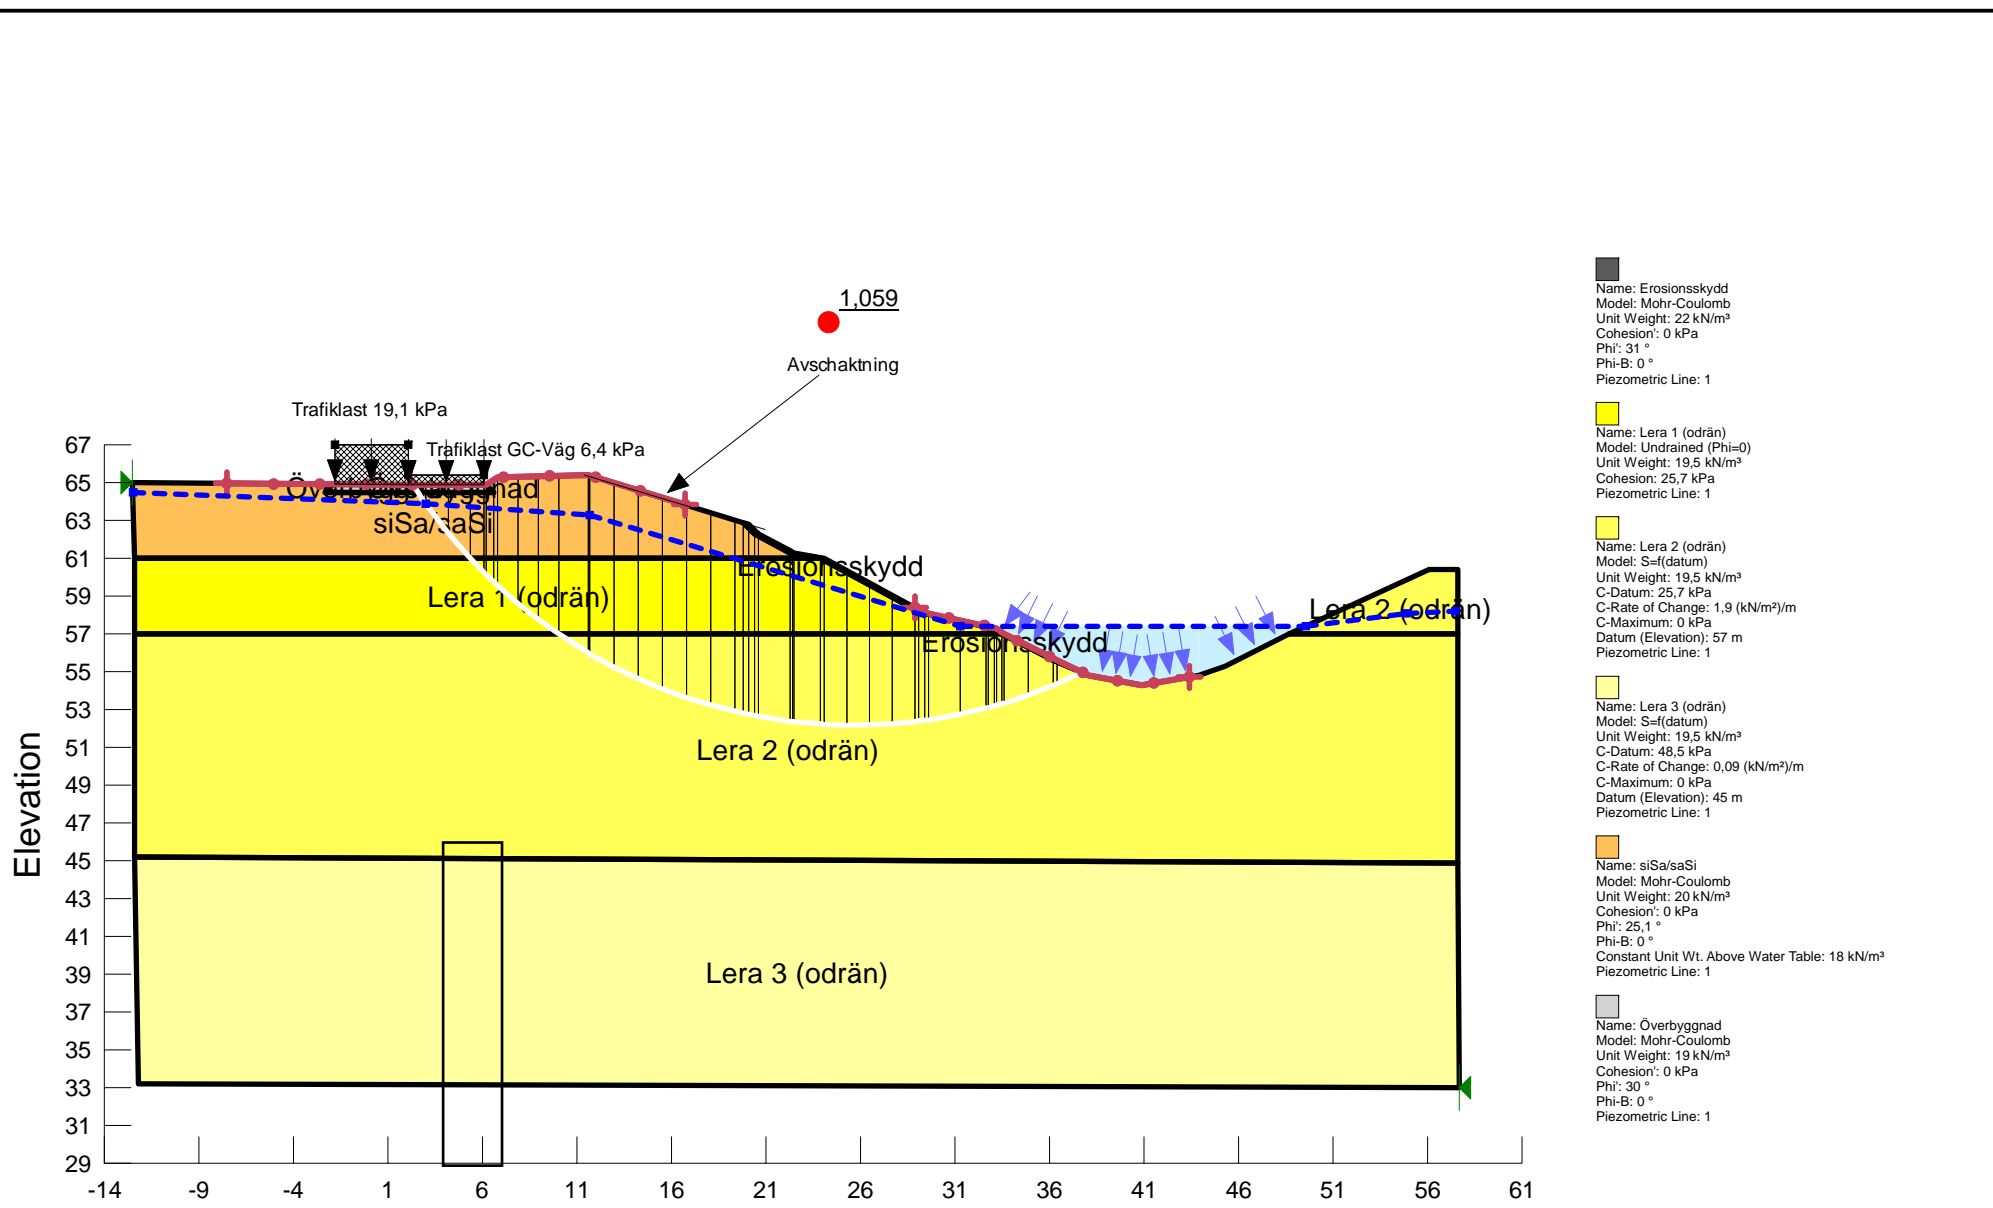 1,059
Avschaktning
Trafiklast 19,1 kPa
Trafiklast GC-Väg 6,4 kPa
Överbyggnad
siSa/saSi
Erosionsskydd
Lera 1 (odrän)
Lera 2 (odrän)
Erosionsskydd
Lera 2 (odrän)
Lera 3 (odrän)
Elevation
67
65
63
61
59
57
55
53
51
49
47
45
43
41
39
37
35
33
31
29
-14 -9 -4 1 6 11 16 21 26 31 36 41 46 51 56 61
Name: Erosionsskydd
Model: Mohr-Coulomb
Unit Weight: 22 kN/m³
Cohesion': 0 kPa
Phi': 31 °
Phi-B: 0 °
Piezometric Line: 1
Name: Lera 1 (odrän)
Model: Undrained (Phi=0)
Unit Weight: 19,5 kN/m³
Cohesion: 25,7 kPa
Piezometric Line: 1
Name: Lera 2 (odrän)
Model: S=f(datum)
Unit Weight: 19,5 kN/m³
C-Datum: 25,7 kPa
C-Rate of Change: 1,9 (kN/m²)/m
C-Maximum: 0 kPa
Datum (Elevation): 57 m
Piezometric Line: 1
Name: Lera 3 (odrän)
Model: S=f(datum)
Unit Weight: 19,5 kN/m³
C-Datum: 48,5 kPa
C-Rate of Change: 0,09 (kN/m²)/m
C-Maximum: 0 kPa
Datum (Elevation): 45 m
Piezometric Line: 1
Name: siSa/saSi
Model: Mohr-Coulomb
Unit Weight: 20 kN/m³
Cohesion': 0 kPa
Phi': 25,1 °
Phi-B: 0 °
Constant Unit Wt. Above Water Table: 18 kN/m³
Piezometric Line: 1
Name: Överbyggnad
Model: Mohr-Coulomb
Unit Weight: 19 kN/m³
Cohesion': 0 kPa
Phi': 30 °
Phi-B: 0 °
Piezometric Line: 1